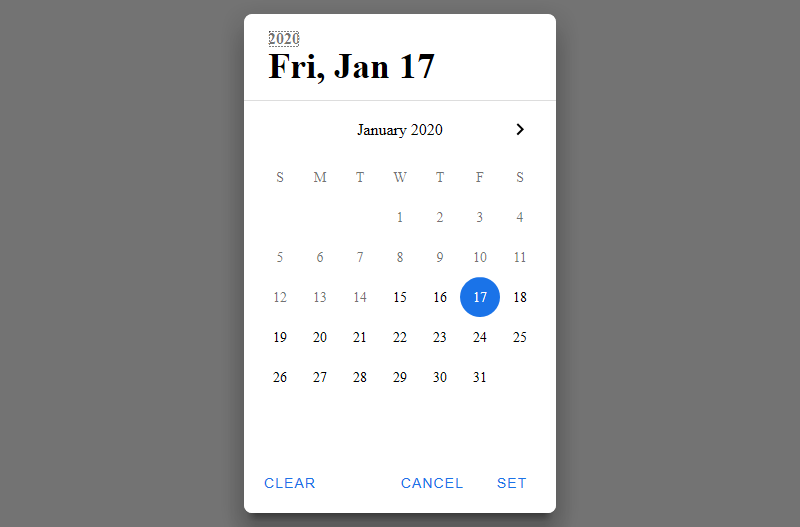 2020
Fri, Jan 17
January 2020
S M T W T F S
1 2 3 4
5 6 7 8 9 10 11
12 13 14 15 16 17 18
19 20 21 22 23 24 25
26 27 28 29 30 31
CLEAR CANCEL SET